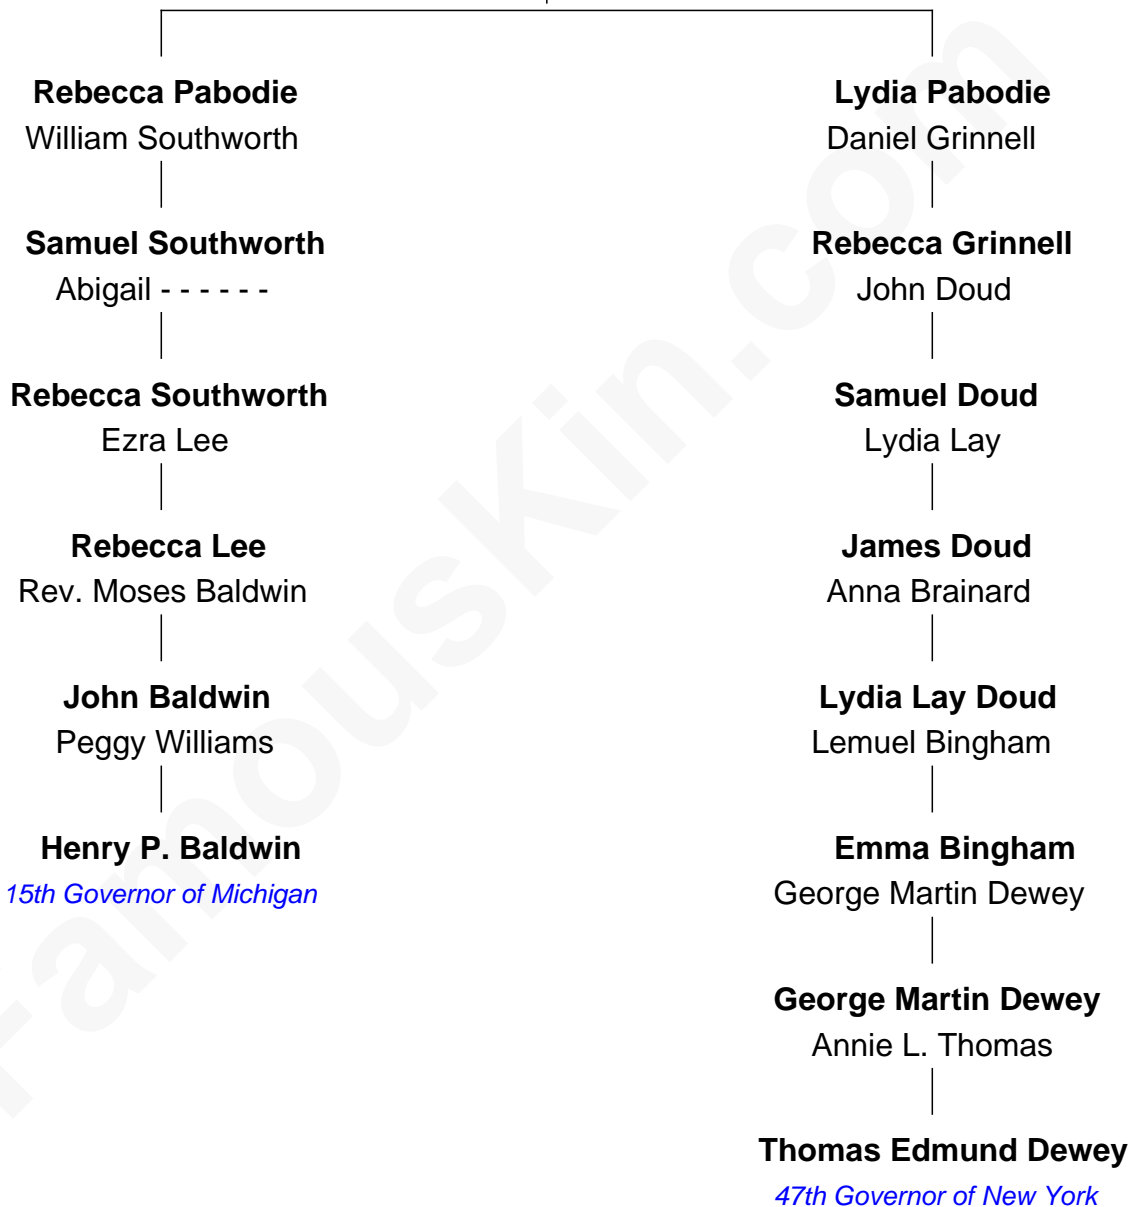 Rebecca Pabodie
William Southworth
Samuel Southworth
Abigail - - - - - -
Rebecca Southworth
Ezra Lee
Rebecca Lee
Rev. Moses Baldwin
John Baldwin
Peggy Williams
Henry P. Baldwin
15th Governor of Michigan
Lydia Pabodie
Daniel Grinnell
Rebecca Grinnell
John Doud
Samuel Doud
Lydia Lay
James Doud
Anna Brainard
Lydia Lay Doud
Lemuel Bingham
Emma Bingham
George Martin Dewey
George Martin Dewey
Annie L. Thomas
Thomas Edmund Dewey
47th Governor of New York
FamousKin.com